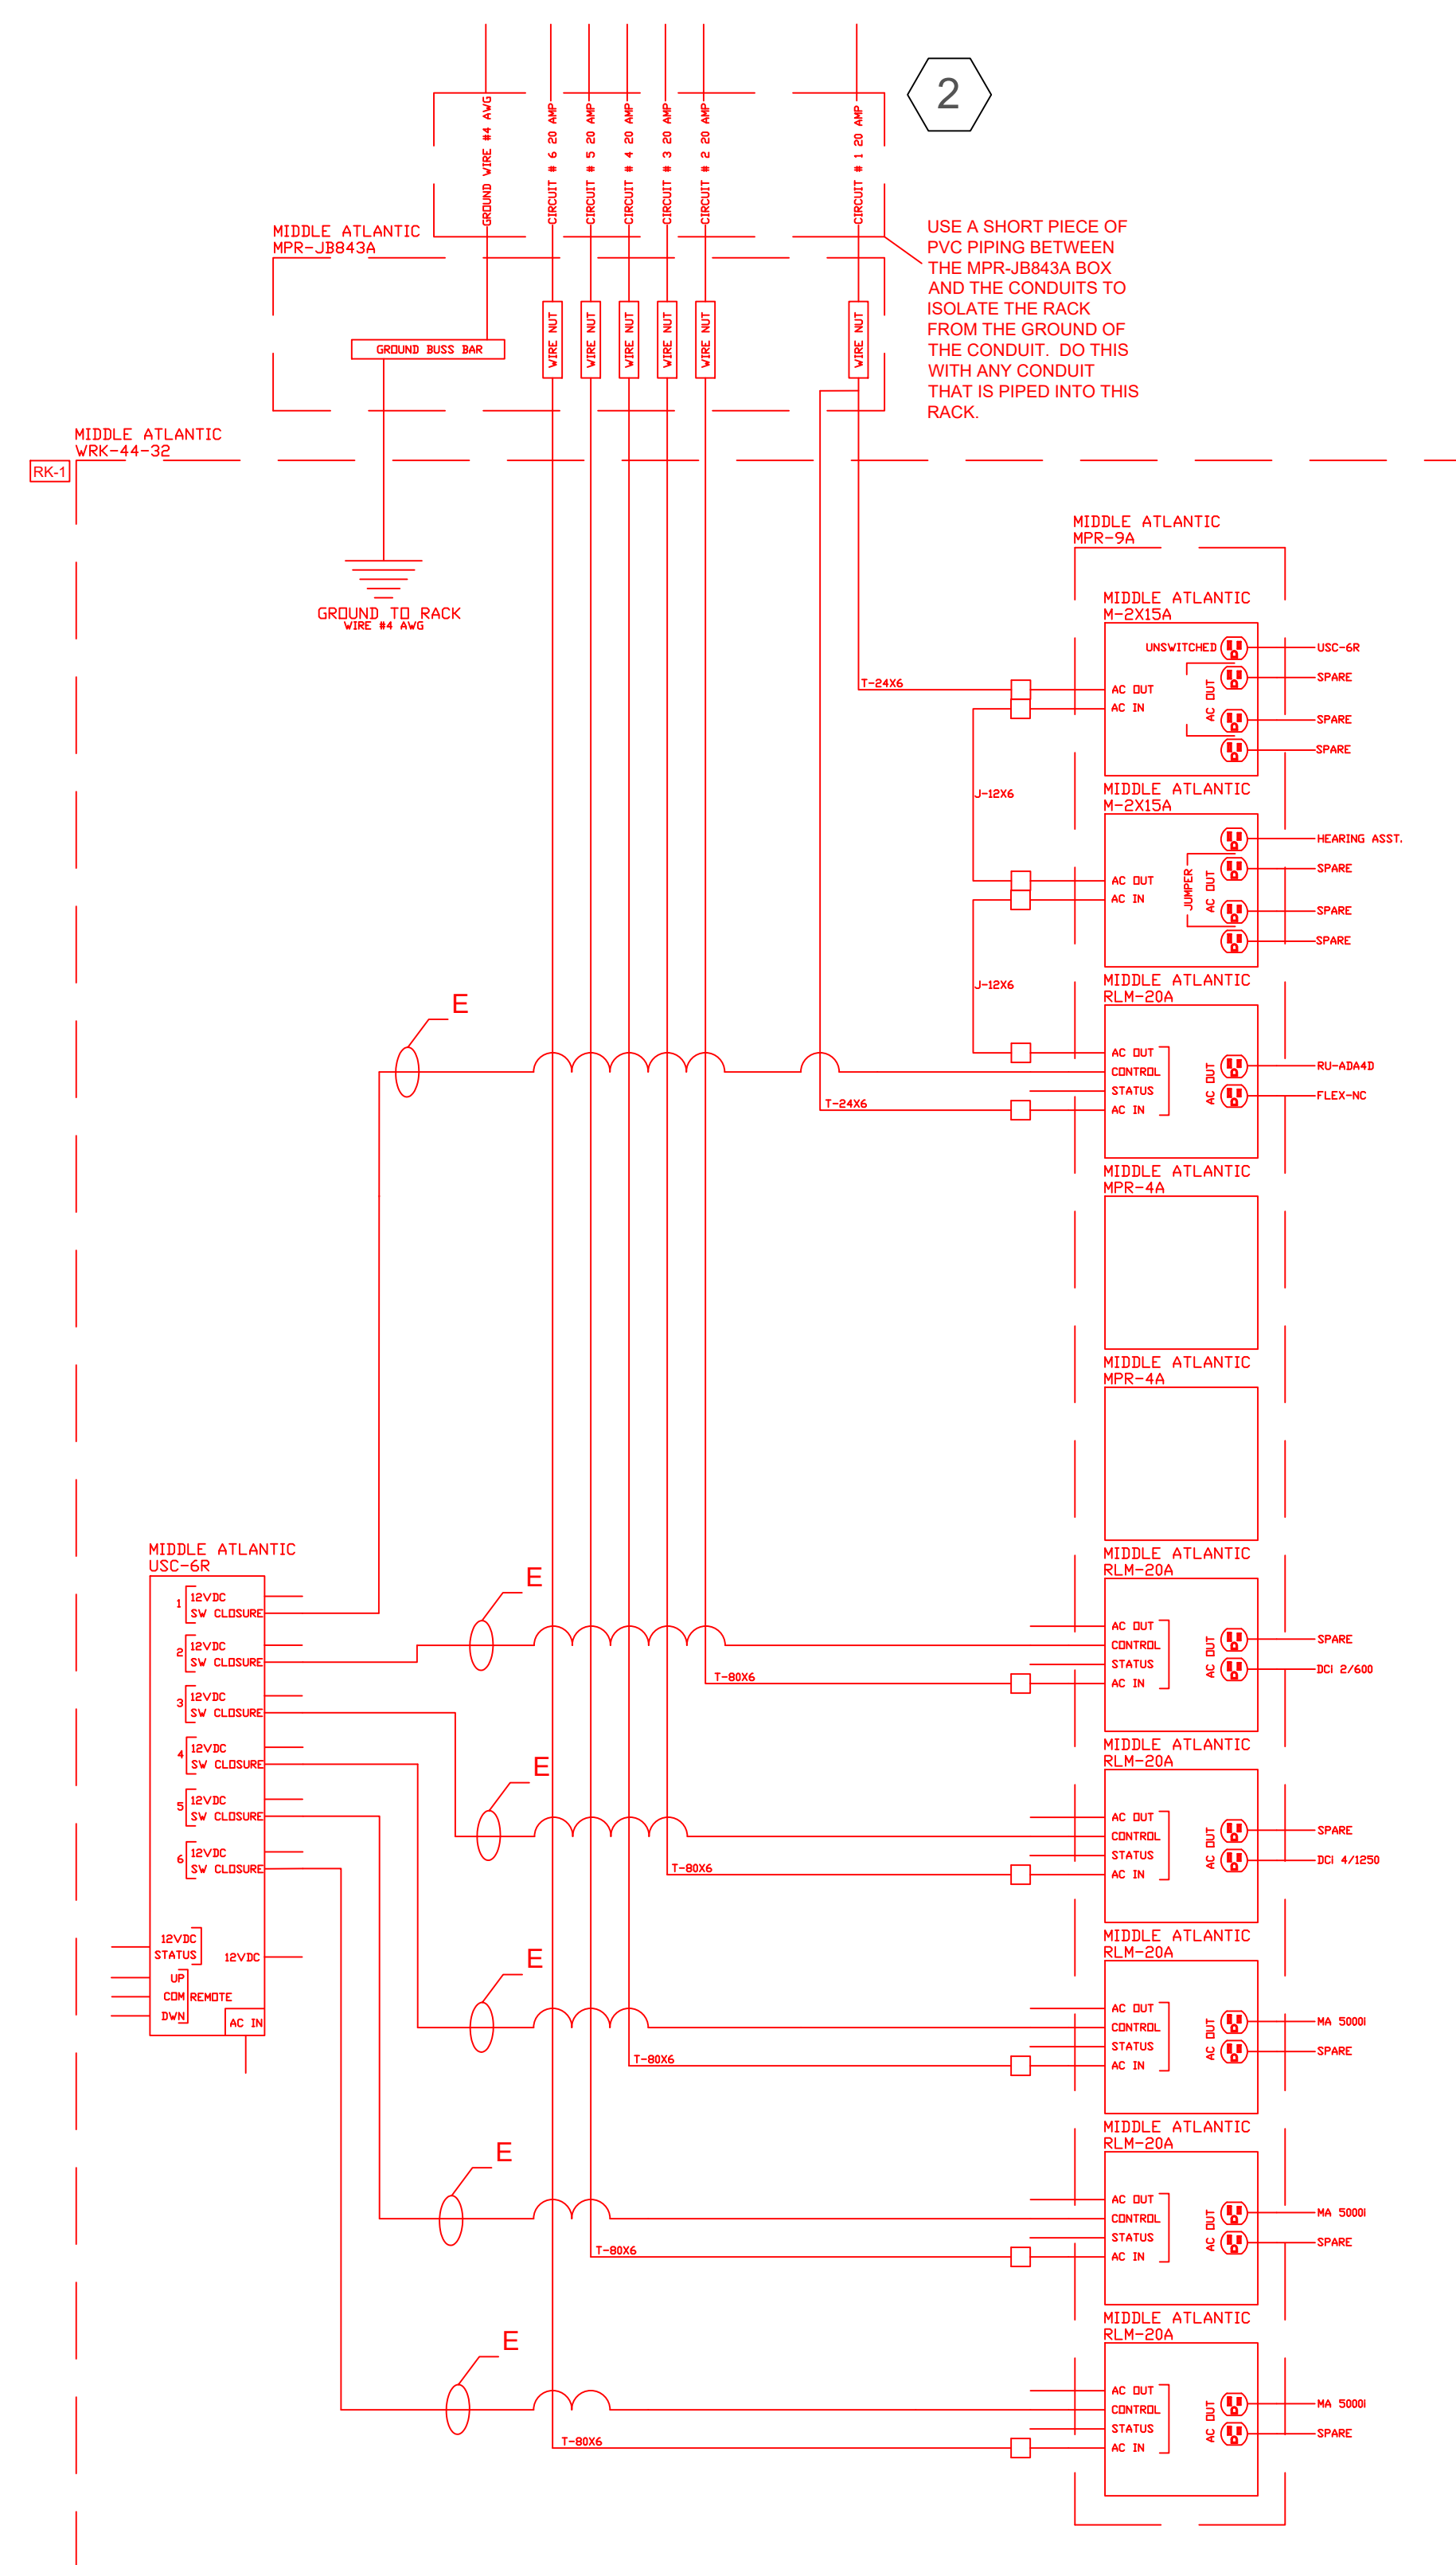 2
GROUND WIRE #4 AWG
CIRCUIT # 6 20 AMP
CIRCUIT # 5 20 AMP
CIRCUIT # 4 20 AMP
CIRCUIT # 3 20 AMP
CIRCUIT # 2 20 AMP
CIRCUIT # 1 20 AMP
USE A SHORT PIECE OF
PVC PIPING BETWEEN
THE MPR-JB843A BOX
AND THE CONDUITS TO
ISOLATE THE RACK
FROM THE GROUND OF
THE CONDUIT. DO THIS
WITH ANY CONDUIT
THAT IS PIPED INTO THIS
RACK.
MIDDLE ATLANTIC
MPR-JB843A
GROUND BUSS BAR
WIRE NUT
WIRE NUT
WIRE NUT
WIRE NUT
WIRE NUT
WIRE NUT
MIDDLE ATLANTIC
WRK-44-32
RK-1
GROUND TO RACK
WIRE #4 AWG
MIDDLE ATLANTIC
MPR-9A
MIDDLE ATLANTIC
M-2X15A
UNSWITCHED
USC-6R
SPARE
T-24X6
AC OUT
AC IN
AC OUT
SPARE
SPARE
J-12X6
MIDDLE ATLANTIC
M-2X15A
HEARING ASST.
SPARE
AC OUT
AC IN
JUMPER
AC OUT
SPARE
SPARE
J-12X6
MIDDLE ATLANTIC
RLM-20A
E
AC OUT
CONTROL
STATUS
AC IN
AC OUT
RU-ADA4D
FLEX-NC
T-24X6
MIDDLE ATLANTIC
MPR-4A
MIDDLE ATLANTIC
MPR-4A
MIDDLE ATLANTIC
USC-6R
1
12VDC
SW CLOSURE
2
12VDC
SW CLOSURE
3
12VDC
SW CLOSURE
4
12VDC
SW CLOSURE
5
12VDC
SW CLOSURE
6
12VDC
SW CLOSURE
12VDC
STATUS
12VDC
UP
COM
REMOTE
DWN
AC IN
MIDDLE ATLANTIC
RLM-20A
E
AC OUT
CONTROL
STATUS
AC IN
AC OUT
SPARE
DCI 2/600
T-80X6
MIDDLE ATLANTIC
RLM-20A
E
AC OUT
CONTROL
STATUS
AC IN
AC OUT
SPARE
DCI 4/1250
T-80X6
MIDDLE ATLANTIC
RLM-20A
E
AC OUT
CONTROL
STATUS
AC IN
AC OUT
MA 5000I
SPARE
T-80X6
MIDDLE ATLANTIC
RLM-20A
E
AC OUT
CONTROL
STATUS
AC IN
AC OUT
MA 5000I
SPARE
T-80X6
MIDDLE ATLANTIC
RLM-20A
E
AC OUT
CONTROL
STATUS
AC IN
AC OUT
MA 5000I
SPARE
T-80X6